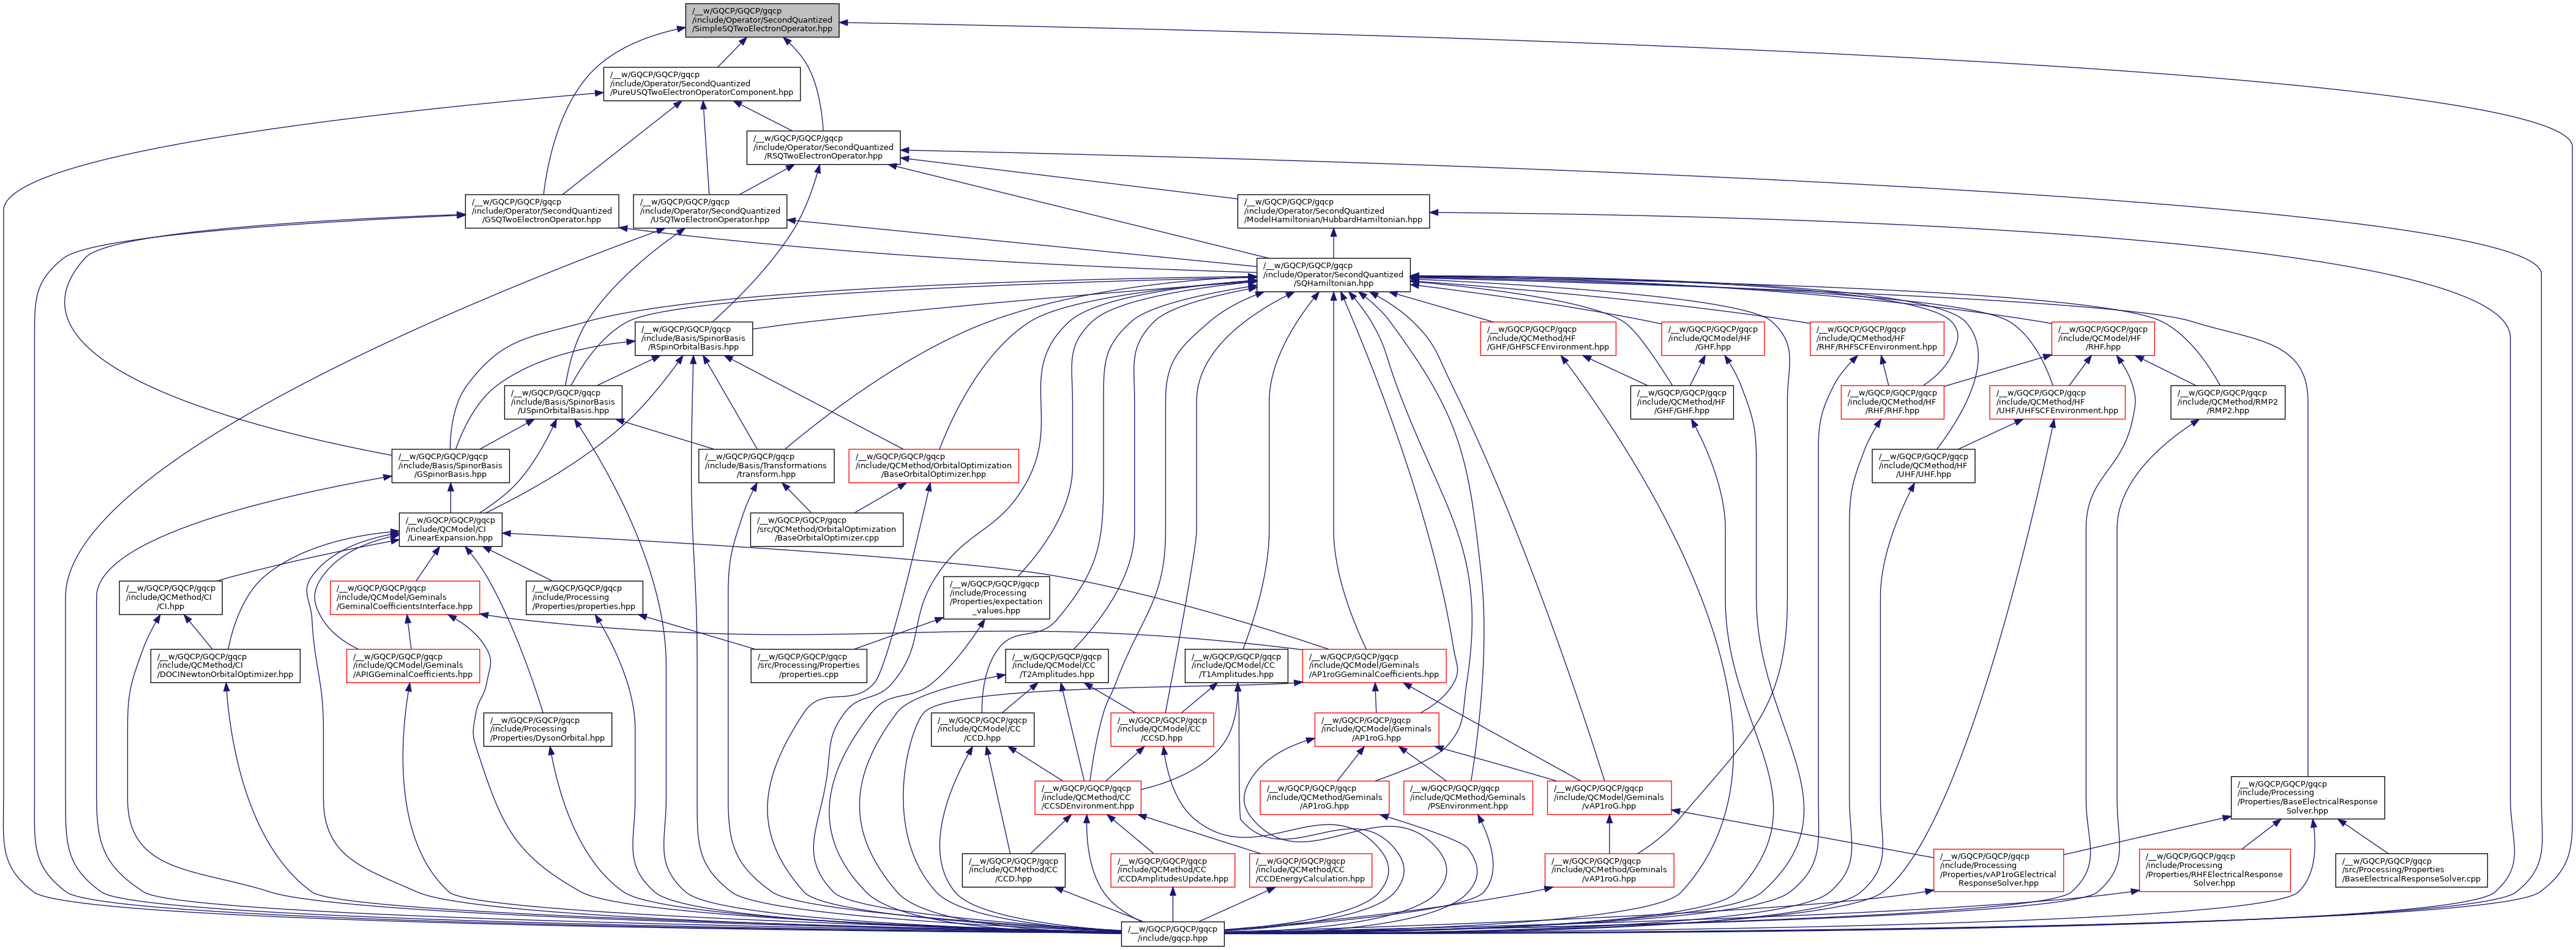 /__w/GQCP/GQCP/gqcp
/include/Operator/SecondQuantized
/SimpleSQTwoElectronOperator.hpp
/__w/GQCP/GQCP/gqcp
/include/Operator/SecondQuantized
/PureUSQTwoElectronOperatorComponent.hpp
/__w/GQCP/GQCP/gqcp
/include/Operator/SecondQuantized
/RSQTwoElectronOperator.hpp
/__w/GQCP/GQCP/gqcp
/include/Operator/SecondQuantized
/GSQTwoElectronOperator.hpp
/__w/GQCP/GQCP/gqcp
/include/Operator/SecondQuantized
/USQTwoElectronOperator.hpp
/__w/GQCP/GQCP/gqcp
/include/Operator/SecondQuantized
/ModelHamiltonian/HubbardHamiltonian.hpp
/__w/GQCP/GQCP/gqcp
/include/Operator/SecondQuantized
/SQHamiltonian.hpp
/__w/GQCP/GQCP/gqcp
/include/Basis/SpinorBasis
/RSpinOrbitalBasis.hpp
/__w/GQCP/GQCP/gqcp
/include/QCMethod/HF
/GHF/GHFSCFEnvironment.hpp
/__w/GQCP/GQCP/gqcp
/include/QCModel/HF
/GHF.hpp
/__w/GQCP/GQCP/gqcp
/include/QCMethod/HF
/RHF/RHFSCFEnvironment.hpp
/__w/GQCP/GQCP/gqcp
/include/QCModel/HF
/RHF.hpp
/__w/GQCP/GQCP/gqcp
/include/Basis/SpinorBasis
/USpinOrbitalBasis.hpp
/__w/GQCP/GQCP/gqcp
/include/QCMethod/HF
/GHF/GHF.hpp
/__w/GQCP/GQCP/gqcp
/include/QCMethod/HF
/RHF/RHF.hpp
/__w/GQCP/GQCP/gqcp
/include/QCMethod/HF
/UHF/UHFSCFEnvironment.hpp
/__w/GQCP/GQCP/gqcp
/include/QCMethod/RMP2
/RMP2.hpp
/__w/GQCP/GQCP/gqcp
/include/Basis/SpinorBasis
/GSpinorBasis.hpp
/__w/GQCP/GQCP/gqcp
/include/Basis/Transformations
/transform.hpp
/__w/GQCP/GQCP/gqcp
/include/QCMethod/OrbitalOptimization
/BaseOrbitalOptimizer.hpp
/__w/GQCP/GQCP/gqcp
/include/QCMethod/HF
/UHF/UHF.hpp
/__w/GQCP/GQCP/gqcp
/include/QCModel/CI
/LinearExpansion.hpp
/__w/GQCP/GQCP/gqcp
/src/QCMethod/OrbitalOptimization
/BaseOrbitalOptimizer.cpp
/__w/GQCP/GQCP/gqcp
/include/QCMethod/CI
/CI.hpp
/__w/GQCP/GQCP/gqcp
/include/QCModel/Geminals
/GeminalCoefficientsInterface.hpp
/__w/GQCP/GQCP/gqcp
/include/Processing
/Properties/properties.hpp
/__w/GQCP/GQCP/gqcp
/include/Processing
/Properties/expectation
_values.hpp
/__w/GQCP/GQCP/gqcp
/include/QCMethod/CI
/DOCINewtonOrbitalOptimizer.hpp
/__w/GQCP/GQCP/gqcp
/include/QCModel/Geminals
/APIGGeminalCoefficients.hpp
/__w/GQCP/GQCP/gqcp
/src/Processing/Properties
/properties.cpp
/__w/GQCP/GQCP/gqcp
/include/QCModel/CC
/T2Amplitudes.hpp
/__w/GQCP/GQCP/gqcp
/include/QCModel/CC
/T1Amplitudes.hpp
/__w/GQCP/GQCP/gqcp
/include/QCModel/Geminals
/AP1roGGeminalCoefficients.hpp
/__w/GQCP/GQCP/gqcp
/include/Processing
/Properties/DysonOrbital.hpp
/__w/GQCP/GQCP/gqcp
/include/QCModel/CC
/CCD.hpp
/__w/GQCP/GQCP/gqcp
/include/QCModel/CC
/CCSD.hpp
/__w/GQCP/GQCP/gqcp
/include/QCModel/Geminals
/AP1roG.hpp
/__w/GQCP/GQCP/gqcp
/include/QCMethod/CC
/CCSDEnvironment.hpp
/__w/GQCP/GQCP/gqcp
/include/QCMethod/Geminals
/AP1roG.hpp
/__w/GQCP/GQCP/gqcp
/include/QCMethod/Geminals
/PSEnvironment.hpp
/__w/GQCP/GQCP/gqcp
/include/QCModel/Geminals
/vAP1roG.hpp
/__w/GQCP/GQCP/gqcp
/include/Processing
/Properties/BaseElectricalResponse
Solver.hpp
/__w/GQCP/GQCP/gqcp
/include/QCMethod/CC
/CCD.hpp
/__w/GQCP/GQCP/gqcp
/include/QCMethod/CC
/CCDAmplitudesUpdate.hpp
/__w/GQCP/GQCP/gqcp
/include/QCMethod/CC
/CCDEnergyCalculation.hpp
/__w/GQCP/GQCP/gqcp
/include/QCMethod/Geminals
/vAP1roG.hpp
/__w/GQCP/GQCP/gqcp
/include/Processing
/Properties/vAP1roGElectrical
ResponseSolver.hpp
/__w/GQCP/GQCP/gqcp
/include/Processing
/Properties/RHFElectricalResponse
Solver.hpp
/__w/GQCP/GQCP/gqcp
/src/Processing/Properties
/BaseElectricalResponseSolver.cpp
/__w/GQCP/GQCP/gqcp
/include/gqcp.hpp